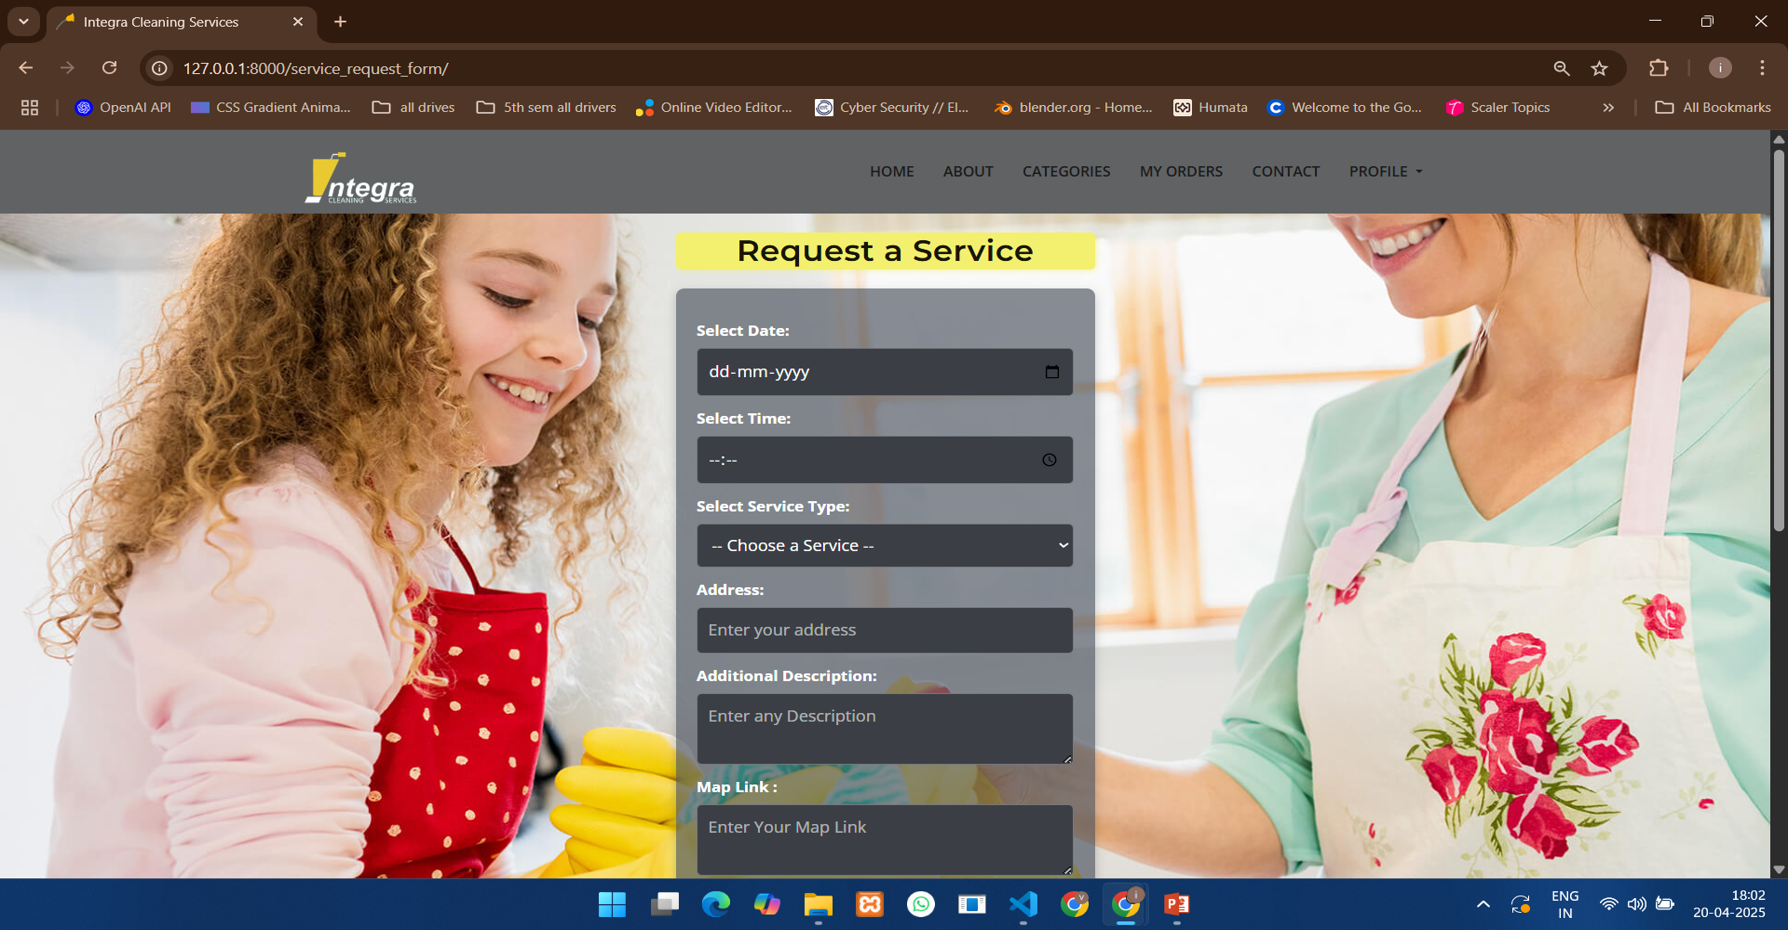 Integra Cleaning Services
127.0.0.1:8000/service_request_form/
OpenAI API
CSS Gradient Anima...
all drives
5th sem all drivers
Online Video Editor...
Cyber Security // El...
blender.org - Home...
Humata
Welcome to the Go...
Scaler Topics
All Bookmarks
ntegra
CLEANING SERVICES
HOME
ABOUT
CATEGORIES
MY ORDERS
CONTACT
PROFILE
Request a Service
Select Date:
dd-mm-yyyy
Select Time:
--:--
Select Service Type:
-- Choose a Service --
Address:
Enter your address
Additional Description:
Enter any Description
Map Link :
Enter Your Map Link
ENG
IN
18:02
20-04-2025